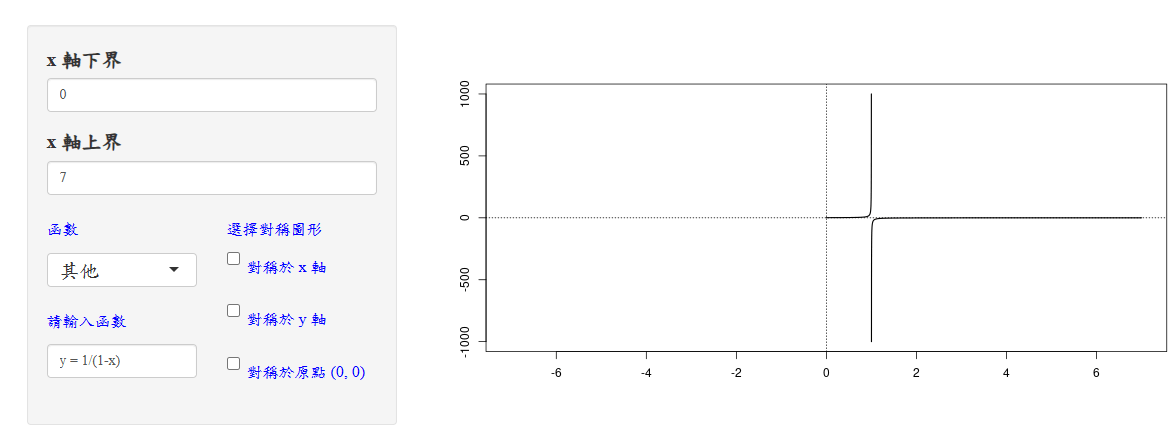 x 軸下界
0
x 軸上界
7
函數
其他
請輸入函數
y = 1/(1-x)
選擇對稱圖形
對稱於 x 軸
對稱於 y 軸
對稱於原點 (0, 0)
1000
500
0
-500
-1000
-6 -4 -2 0 2 4 6